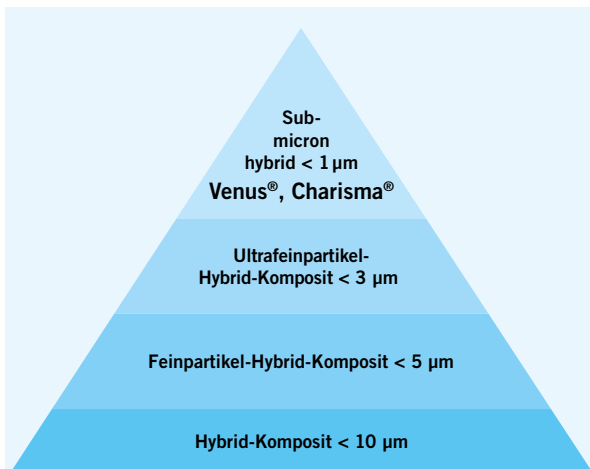 Sub-
micron
hybrid < 1 µm
Venus®, Charisma®
Ultrafeinpartikel-
Hybrid-Komposit < 3 µm
Feinpartikel-Hybrid-Komposit < 5 µm
Hybrid-Komposit < 10 µm